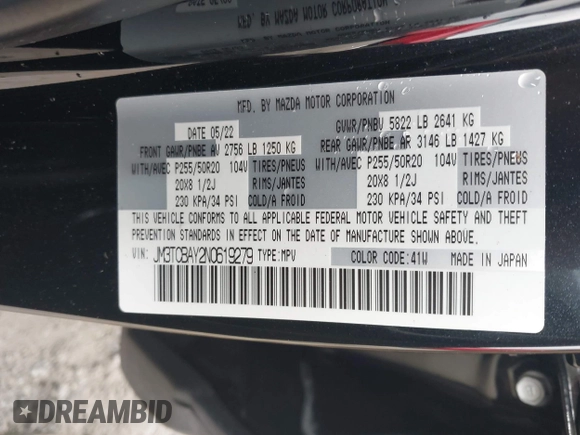 MFD. BY MAZDA MOTOR CORPORATION
DATE 05/22
GVWR/PNBV 5822 LB 2641 KG
FRONT GAWR/PNBE AV 2756 LB 1250 KG
REAR GAWR/PNBE AR 3146 LB 1427 KG
WITH/AVEC P255/50R20 104V TIRES/PNEUS
WITH/AVEC P255/50R20 104V TIRES/PNEUS
20X8 1/2J RIMS/JANTES
20X8 1/2J RIMS/JANTES
230 KPA/34 PSI COLD/A FROID
230 KPA/34 PSI COLD/A FROID
THIS VEHICLE CONFORMS TO ALL APPLICABLE FEDERAL MOTOR VEHICLE SAFETY AND THEFT
PREVENTION STANDARDS IN EFFECT ON THE DATE OF MANUFACTURE SHOWN ABOVE.
VIN: JM3TCBAY2N0619279 TYPE:MPV
COLOR CODE:41W
MADE IN JAPAN
DREAMBID